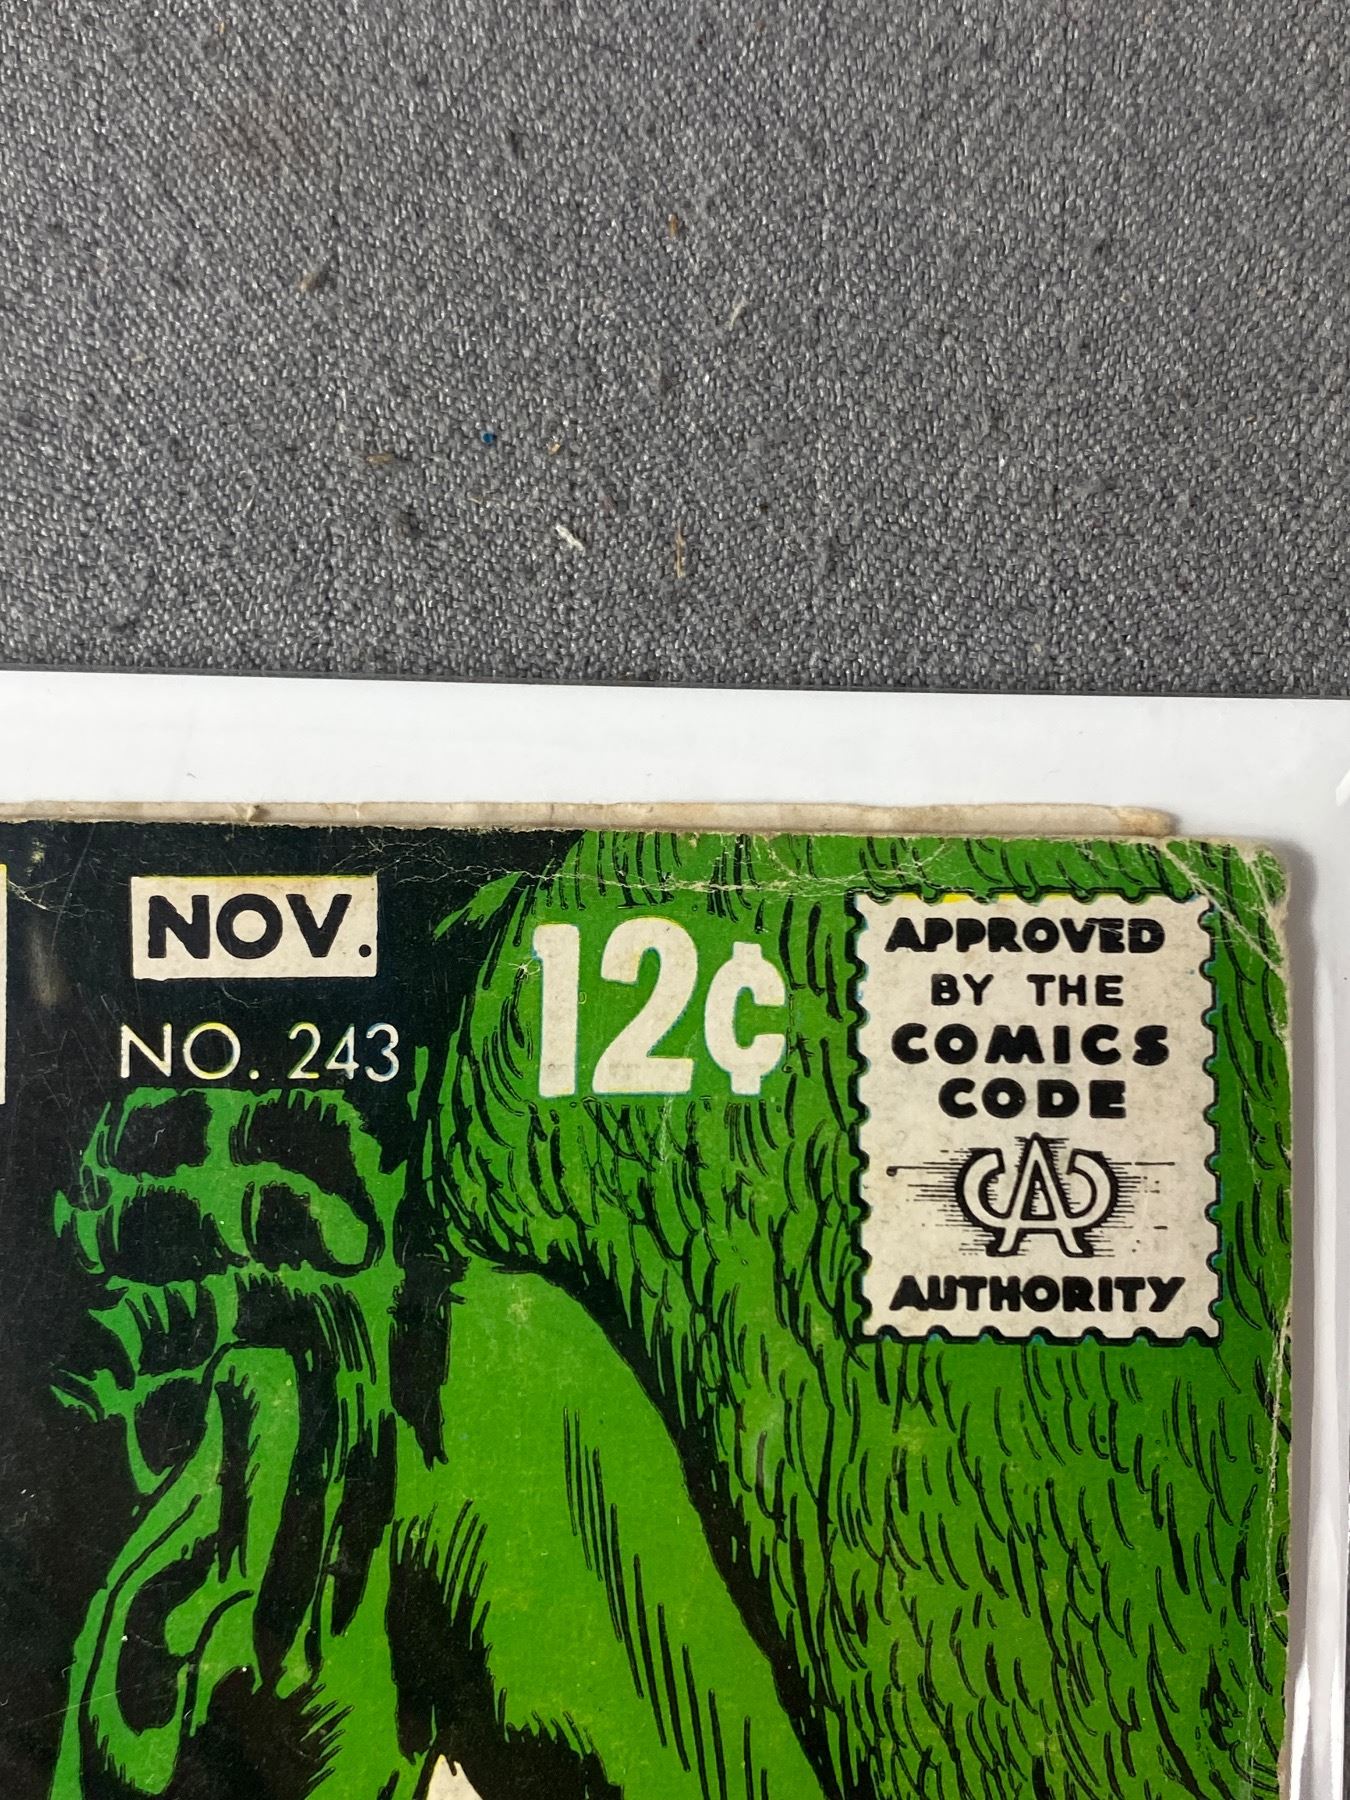 NOV.
NO. 243
12¢
APPROVED
BY THE
COMICS
CODE
CA
AUTHORITY